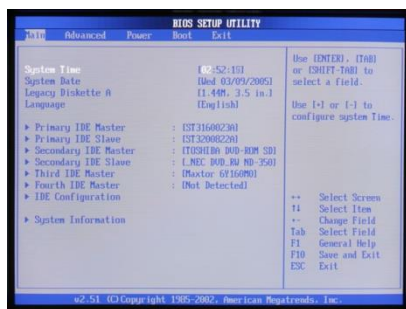 BIOS SETUP UTILITY
Main Advanced Power Boot Exit
System Time [02:52:15]
System Date [Wed 03/09/2005]
Legacy Diskette A [1.44M, 3.5 in.]
Language [English]
▶ Primary IDE Master : [ST3160023A]
▶ Primary IDE Slave : [ST3200822A]
▶ Secondary IDE Master : [TOSHIBA DVD-ROM SD]
▶ Secondary IDE Slave : [_NEC DVD_RW ND-350]
▶ Third IDE Master : [Maxtor 6Y160M0]
▶ Fourth IDE Master : [Not Detected]
▶ IDE Configuration
▶ System Information
Use [ENTER], [TAB]
or [SHIFT-TAB] to
select a field.
Use [+] or [-] to
configure system Time.
↔ Select Screen
↑↓ Select Item
+- Change Field
Tab Select Field
F1 General Help
F10 Save and Exit
ESC Exit
v2.51 (C)Copyright 1985-2002, American Megatrends, Inc.